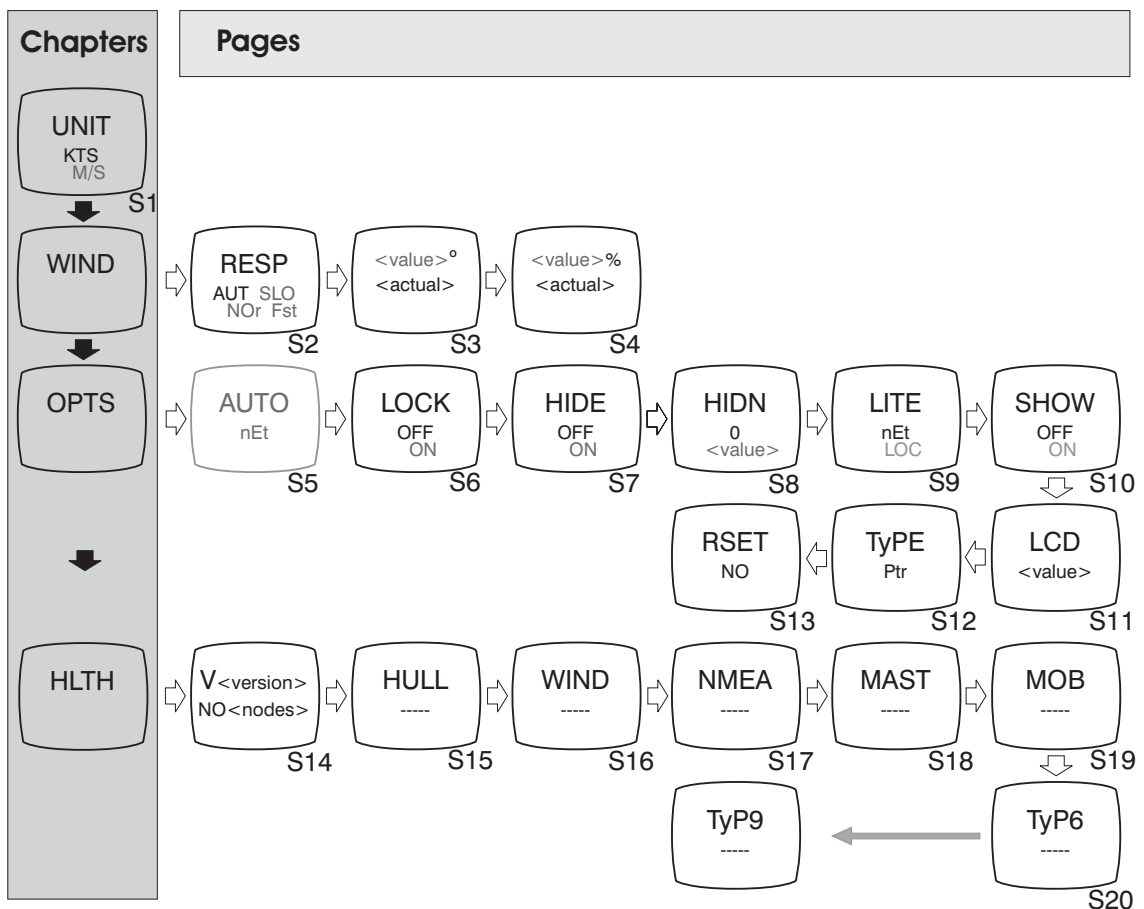 Chapters
Pages
UNIT
KTS
M/S
S1
WIND
RESP
AUT SLO
NOr Fst
S2
<value>°
<actual>
S3
<value>%
<actual>
S4
OPTS
AUTO
nEt
S5
LOCK
OFF
ON
S6
HIDE
OFF
ON
S7
HIDN
0
<value>
S8
LITE
nEt
LOC
S9
SHOW
OFF
ON
S10
LCD
<value>
S11
TyPE
Ptr
S12
RSET
NO
S13
HLTH
V<version>
NO<nodes>
S14
HULL
-----
S15
WIND
-----
S16
NMEA
-----
S17
MAST
-----
S18
MOB
-----
S19
TyP6
-----
S20
TyP9
-----